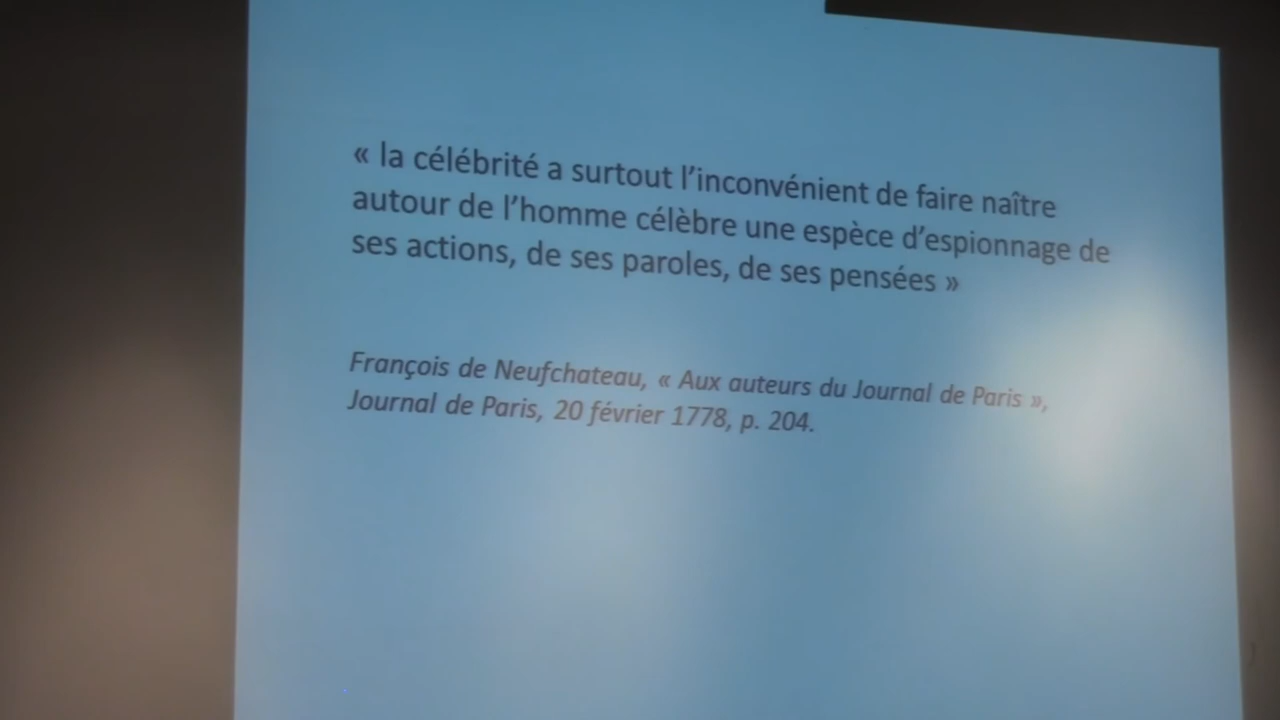 « la célébrité a surtout l’inconvénient de faire naître
autour de l’homme célèbre une espèce d’espionnage de
ses actions, de ses paroles, de ses pensées »
François de Neufchateau, « Aux auteurs du Journal de Paris »,
Journal de Paris, 20 février 1778, p. 204.